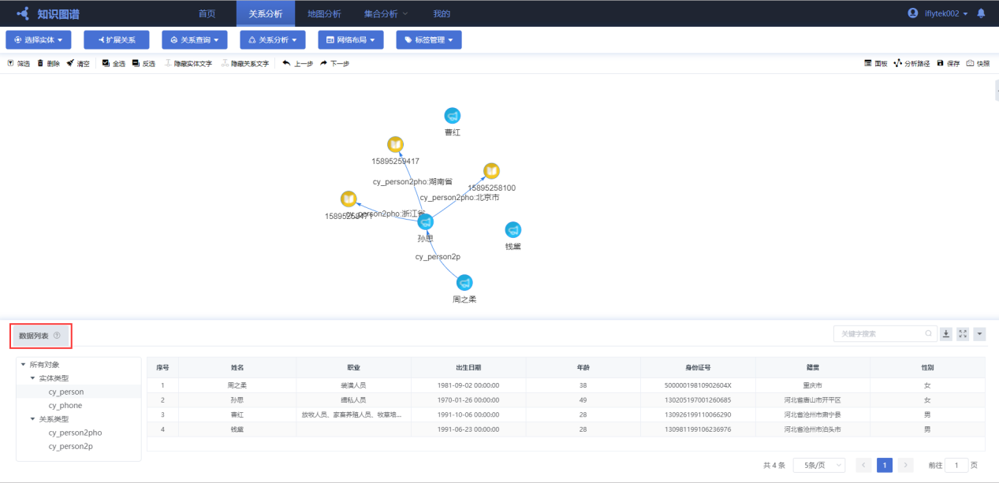 知识图谱 首页 关系分析 地图分析 集合分析 我的 iflytek002
选择实体 扩展关系 关系查询 关系分析 网络布局 标签管理
筛选 删除 清空 全选 反选 隐藏实体文字 隐藏关系文字 上一步 下一步 面板 分析路径 保存 快照
曹红
15895259417
cy_person2pho:湖南省
15895258100
cy_person2pho:北京市
cy_person2pho:浙江省
孙思
钱黛
cy_person2p
周之柔
数据列表 关键字搜索
所有对象
实体类型
cy_person
cy_phone
关系类型
cy_person2pho
cy_person2p
序号 姓名 职业 出生日期 年龄 身份证号 籍贯 性别
1 周之柔 装潢人员 1981-09-02 00:00:00 38 50000019810902604X 重庆市 女
2 孙思 缉私人员 1970-01-26 00:00:00 49 130205197001260685 河北省唐山市开平区 女
3 曹红 放牧人员、家畜养殖人员、牧草培... 1991-10-06 00:00:00 28 130926199110066290 河北省沧州市肃宁县 男
4 钱黛 1991-06-23 00:00:00 28 130981199106236976 河北省沧州市泊头市 男
共 4 条 5条/页 1 前往 1 页